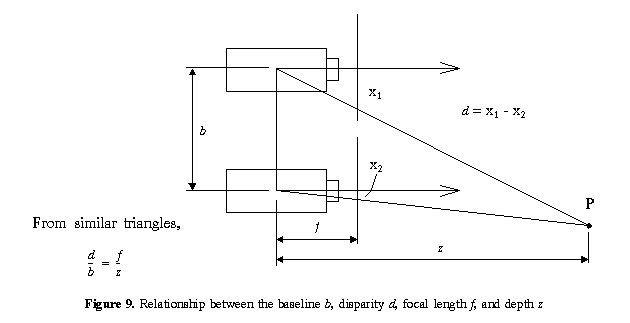 x1
d = x1 - x2
b
x2
P
From similar triangles,
f
z
d/b = f/z
Figure 9. Relationship between the baseline b, disparity d, focal length f, and depth z